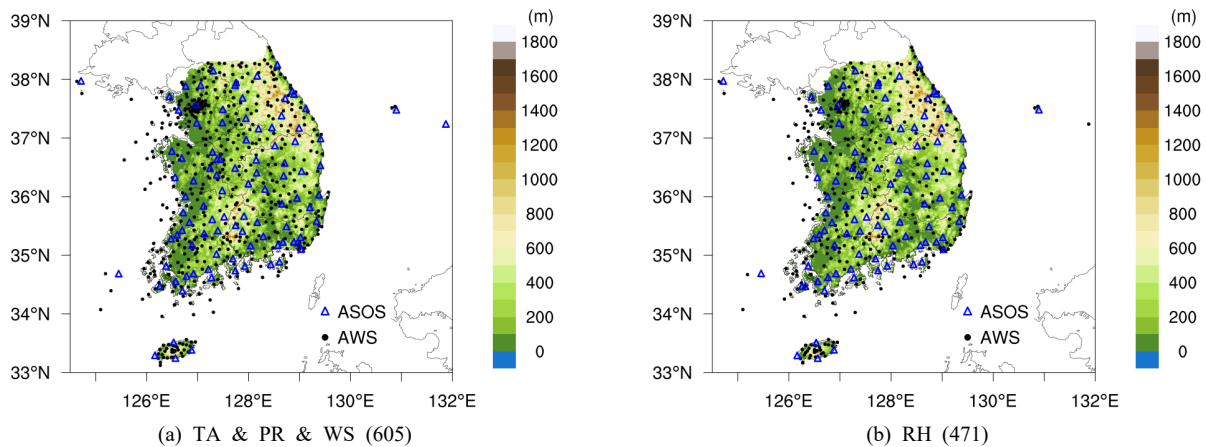 (m)
39°N
38°N
37°N
36°N
35°N
34°N
33°N
126°E
128°E
130°E
132°E
1800
1600
1400
1200
1000
800
600
400
200
0
ASOS
AWS
(a) TA & PR & WS (605)
(m)
39°N
38°N
37°N
36°N
35°N
34°N
33°N
126°E
128°E
130°E
132°E
1800
1600
1400
1200
1000
800
600
400
200
0
ASOS
AWS
(b) RH (471)